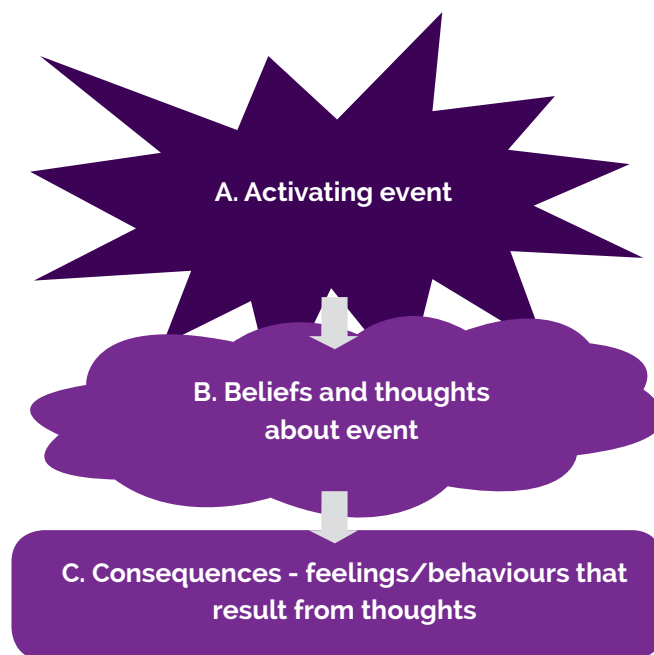 A. Activating event
B. Beliefs and thoughts
about event
C. Consequences - feelings/behaviours that
result from thoughts